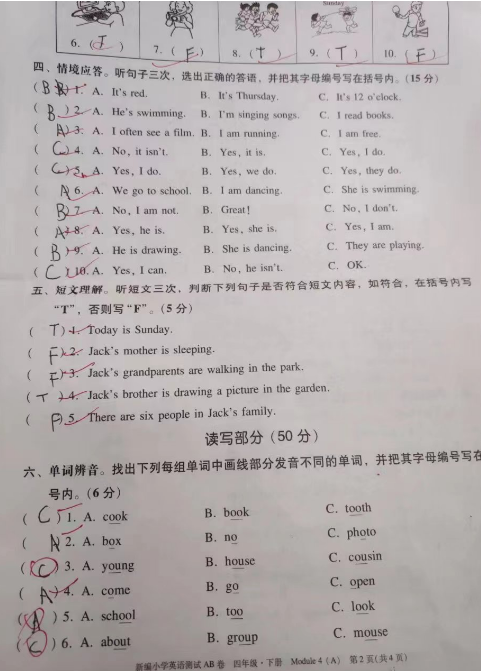 Sunday
6. ( T ) 7. ( F ) 8. ( T ) 9. ( T ) 10. ( F )
四、情境应答。听句子三次，选出正确的答语，并把其字母编号写在括号内。（15 分）
( B ) 1. A. It's red. B. It's Thursday. C. It's 12 o'clock.
( B ) 2. A. He's swimming. B. I'm singing songs. C. I read books.
( A ) 3. A. I often see a film. B. I am running. C. I am free.
( C ) 4. A. No, it isn't. B. Yes, it is. C. Yes, I do.
( C ) 5. A. Yes, I do. B. Yes, we do. C. Yes, they do.
( A 6. A. We go to school. B. I am dancing. C. She is swimming.
( B ) 7. A. No, I am not. B. Great! C. No, I don't.
( A ) 8. A. Yes, he is. B. Yes, she is. C. Yes, I am.
( B ) 9. A. He is drawing. B. She is dancing. C. They are playing.
( C ) 10. A. Yes, I can. B. No, he isn't. C. OK.
五、短文理解。听短文三次，判断下列句子是否符合短文内容，如符合，在括号内写
“T”，否则写“F”。（5 分）
( T ) 1. Today is Sunday.
( F ) 2. Jack's mother is sleeping.
( F ) 3. Jack's grandparents are walking in the park.
( T ) 4. Jack's brother is drawing a picture in the garden.
( F ) 5. There are six people in Jack's family.
读写部分（50 分）
六、单词辨音。找出下列每组单词中画线部分发音不同的单词，并把其字母编号写在
号内。（6 分）
( C ) 1. A. cook B. book C. tooth
( A ) 2. A. box B. no C. photo
( C ) 3. A. young B. house C. cousin
( A ) 4. A. come B. go C. open
( A ) 5. A. school B. too C. look
( C ) 6. A. about B. group C. mouse
新编小学英语测试 AB 卷 四年级·下册 Module 4 (A) 第 2 页(共 4 页)